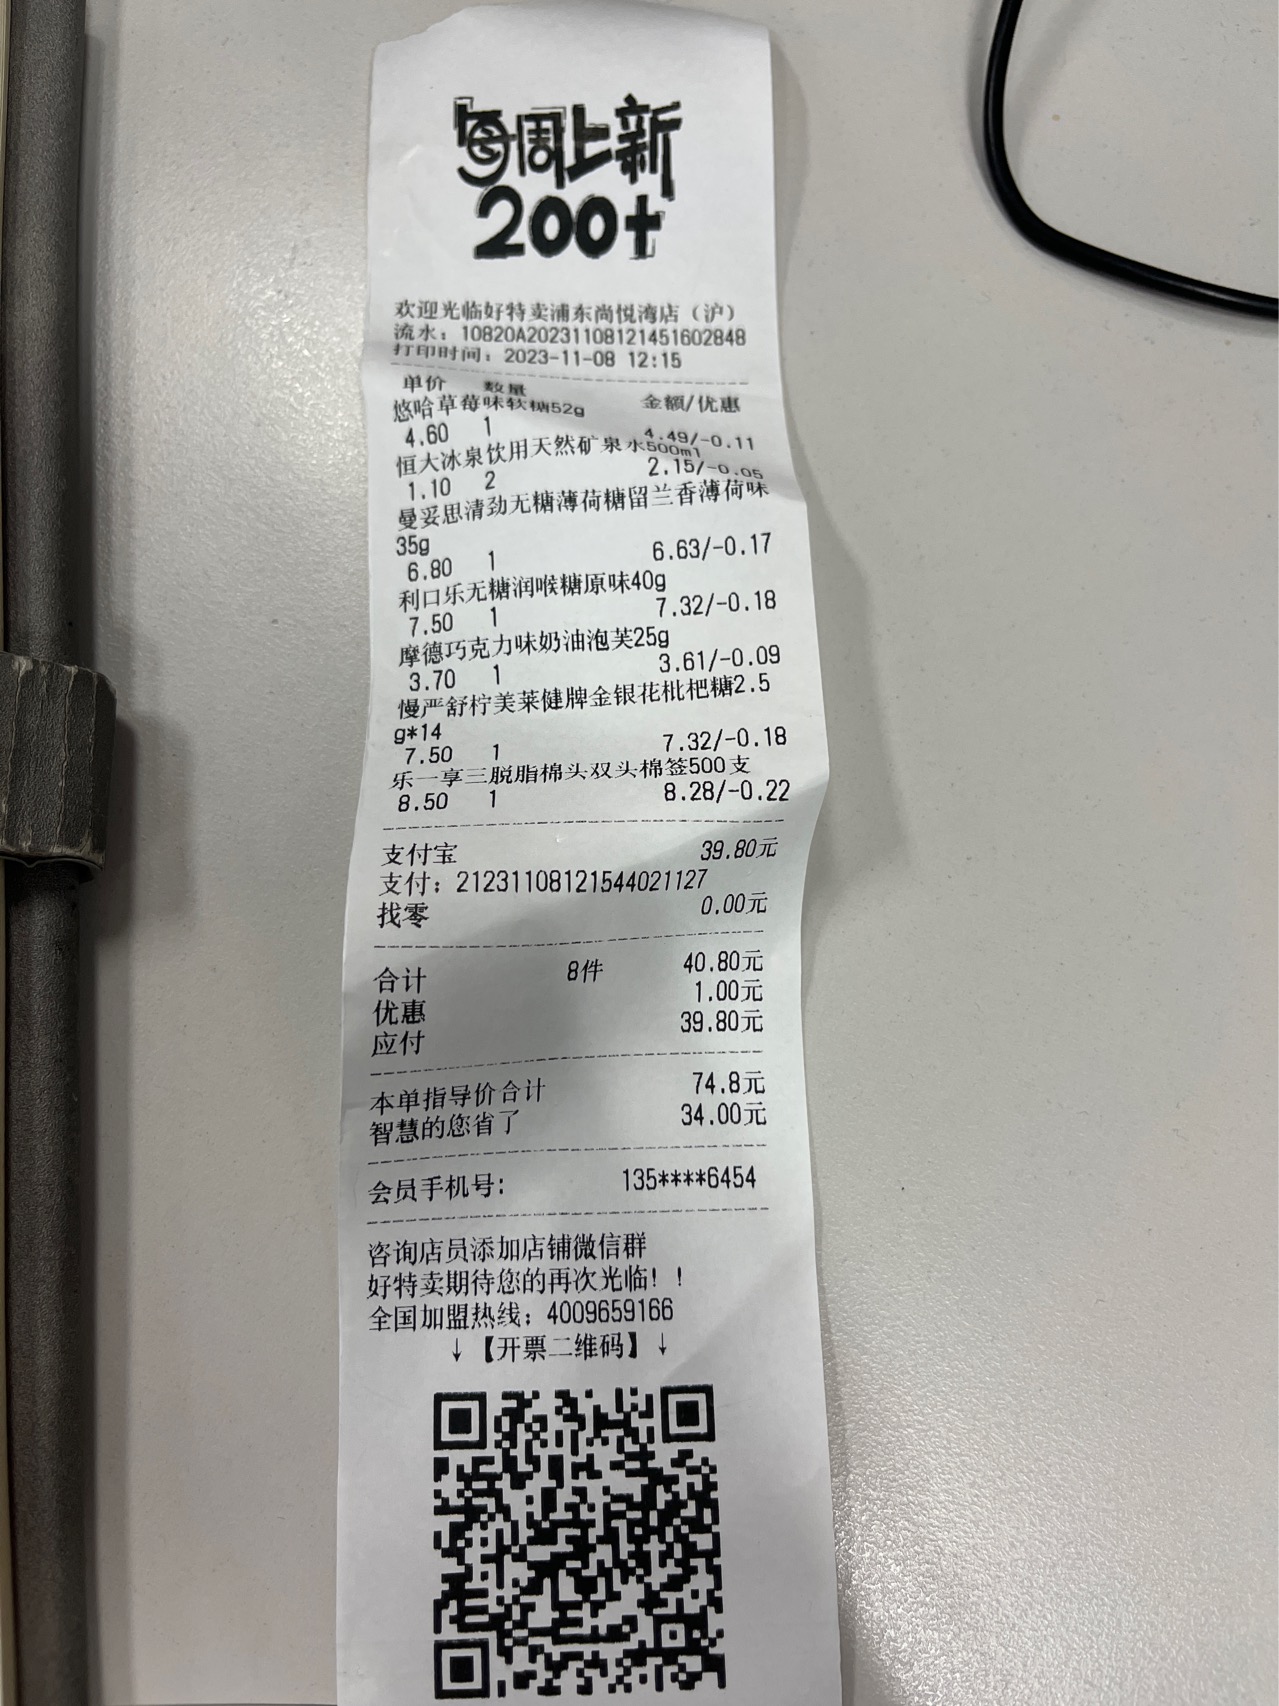 每周上新
200+
欢迎光临好特卖浦东尚悦湾店（沪）
流水：10820A202311081214516028​48
打印时间：2023-11-08 12:15
单价 数量 金额/优惠
悠哈草莓味软糖52g
4.60 1 4.49/-0.11
恒大冰泉饮用天然矿泉水500ml
1.10 2 2.15/-0.05
曼妥思清劲无糖薄荷糖留兰香薄荷味
35g
6.80 1 6.63/-0.17
利口乐无糖润喉糖原味40g
7.50 1 7.32/-0.18
摩德巧克力味奶油泡芙25g
3.70 1 3.61/-0.09
慢严舒柠美莱健牌金银花枇杷糖2.5
g*14
7.50 1 7.32/-0.18
乐一享三脱脂棉头双头棉签500支
8.50 1 8.28/-0.22
支付宝 39.80元
支付：21231108121544021127
找零 0.00元
合计 8件 40.80元
优惠 1.00元
应付 39.80元
本单指导价合计 74.8元
智慧的您省了 34.00元
会员手机号: 135****6454
咨询店员添加店铺微信群
好特卖期待您的再次光临！！
全国加盟热线：4009659166
↓【开票二维码】↓